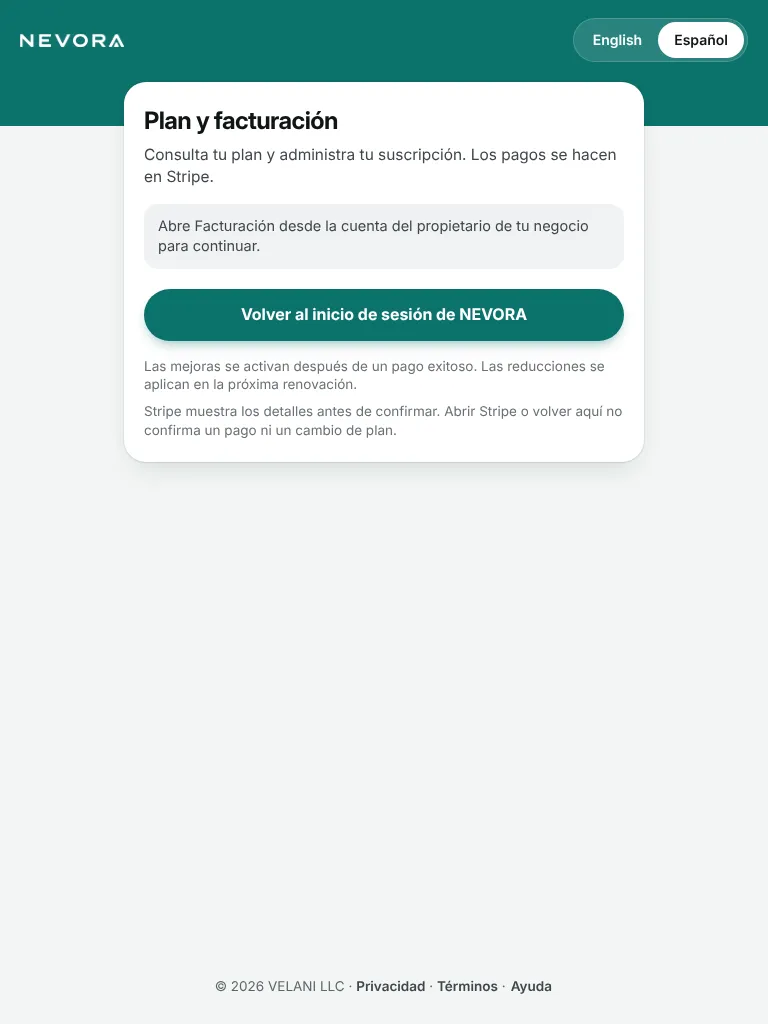 NEVORA
English
Español
Plan y facturación
Consulta tu plan y administra tu suscripción. Los pagos se hacen
en Stripe.
Abre Facturación desde la cuenta del propietario de tu negocio
para continuar.
Volver al inicio de sesión de NEVORA
Las mejoras se activan después de un pago exitoso. Las reducciones se
aplican en la próxima renovación.
Stripe muestra los detalles antes de confirmar. Abrir Stripe o volver aquí no
confirma un pago ni un cambio de plan.
© 2026 VELANI LLC · Privacidad · Términos · Ayuda